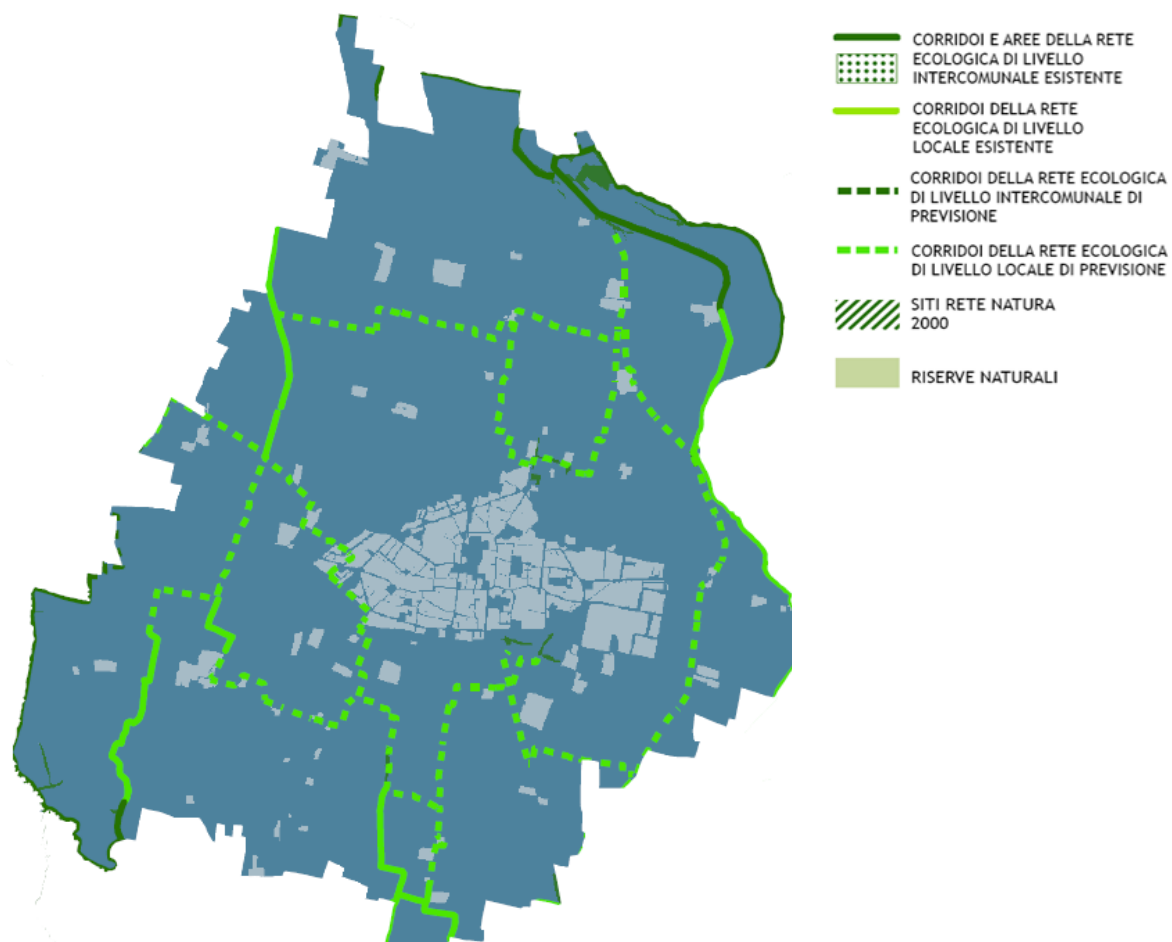 CORRIDOI E AREE DELLA RETE
ECOLOGICA DI LIVELLO
INTERCOMUNALE ESISTENTE
CORRIDOI DELLA RETE
ECOLOGICA DI LIVELLO
LOCALE ESISTENTE
CORRIDOI DELLA RETE ECOLOGICA
DI LIVELLO INTERCOMUNALE DI
PREVISIONE
CORRIDOI DELLA RETE ECOLOGICA
DI LIVELLO LOCALE DI PREVISIONE
SITI RETE NATURA
2000
RISERVE NATURALI